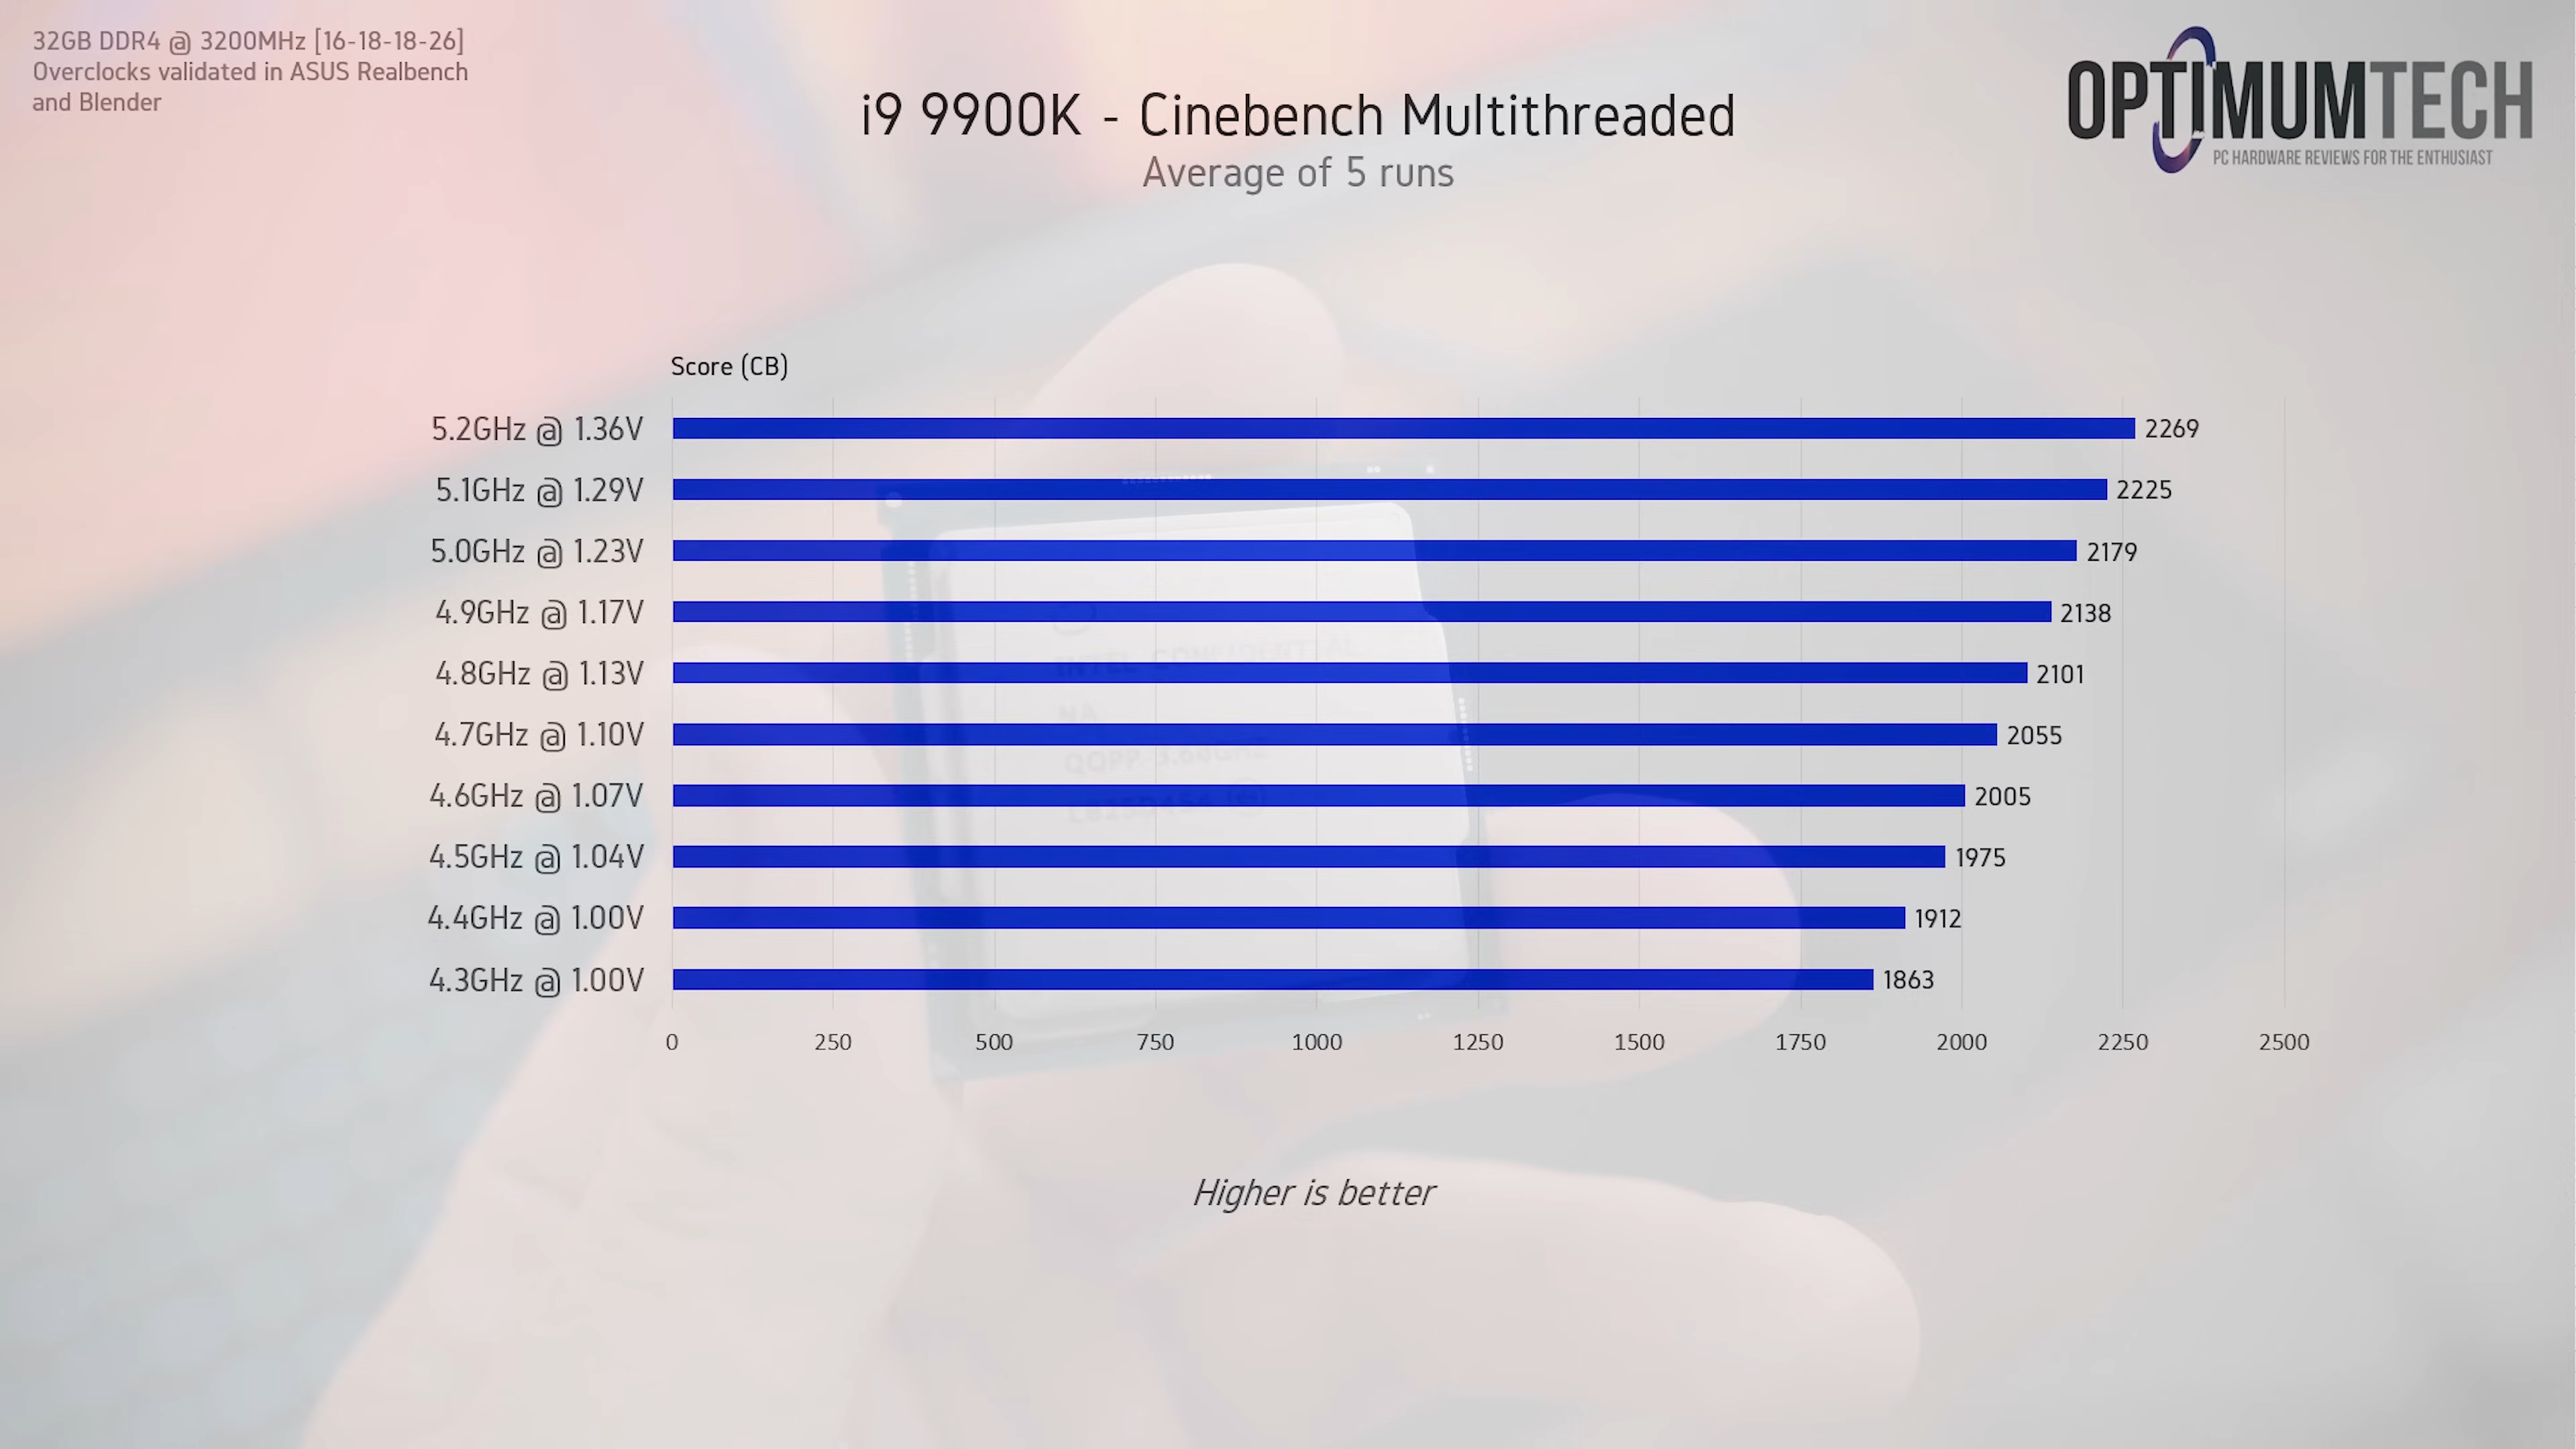 32GB DDR4 @ 3200MHz [16-18-18-26]
Overclocks validated in ASUS Realbench
and Blender
OPTIMUMTECH
PC HARDWARE REVIEWS FOR THE ENTHUSIAST
i9 9900K - Cinebench Multithreaded
Average of 5 runs
Score (CB)
5.2GHz @ 1.36V 2269
5.1GHz @ 1.29V 2225
5.0GHz @ 1.23V 2179
4.9GHz @ 1.17V 2138
4.8GHz @ 1.13V 2101
4.7GHz @ 1.10V 2055
4.6GHz @ 1.07V 2005
4.5GHz @ 1.04V 1975
4.4GHz @ 1.00V 1912
4.3GHz @ 1.00V 1863
0 250 500 750 1000 1250 1500 1750 2000 2250 2500
INTEL CONFIDENTIAL
QQPP 3.60GHZ
Higher is better